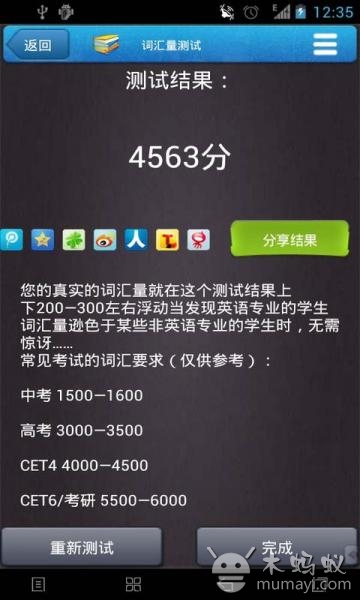 12:35
返回
词汇量测试
测试结果：
4563分
分享结果
您的真实的词汇量就在这个测试结果上
下200—300左右浮动当发现英语专业的学生
词汇量逊色于某些非英语专业的学生时，无需
惊讶……
常见考试的词汇要求（仅供参考）：
中考 1500—1600
高考 3000—3500
CET4 4000—4500
CET6/考研 5500—6000
重新测试
完成
木蚂蚁
mumayi.com